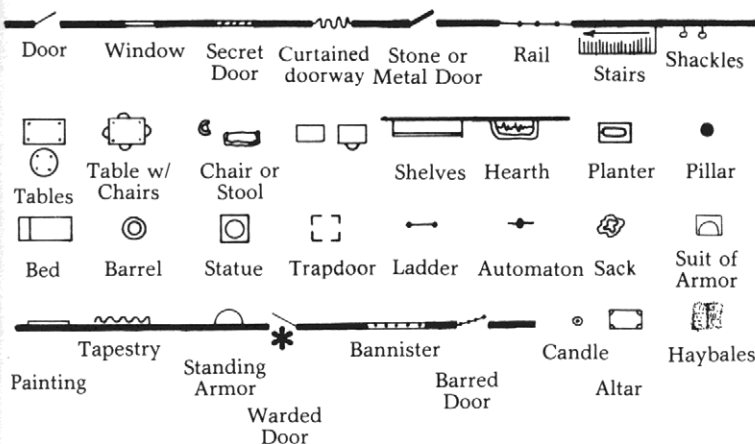 Door
Window
Secret
Door
Curtained
doorway
Stone or
Metal Door
Rail
Stairs
Shackles
Tables
Table w/
Chairs
Chair or
Stool
Shelves
Hearth
Planter
Pillar
Bed
Barrel
Statue
Trapdoor
Ladder
Automaton
Sack
Suit of
Armor
Painting
Tapestry
Standing
Armor
Warded
Door
Bannister
Barred
Door
Candle
Altar
Haybales